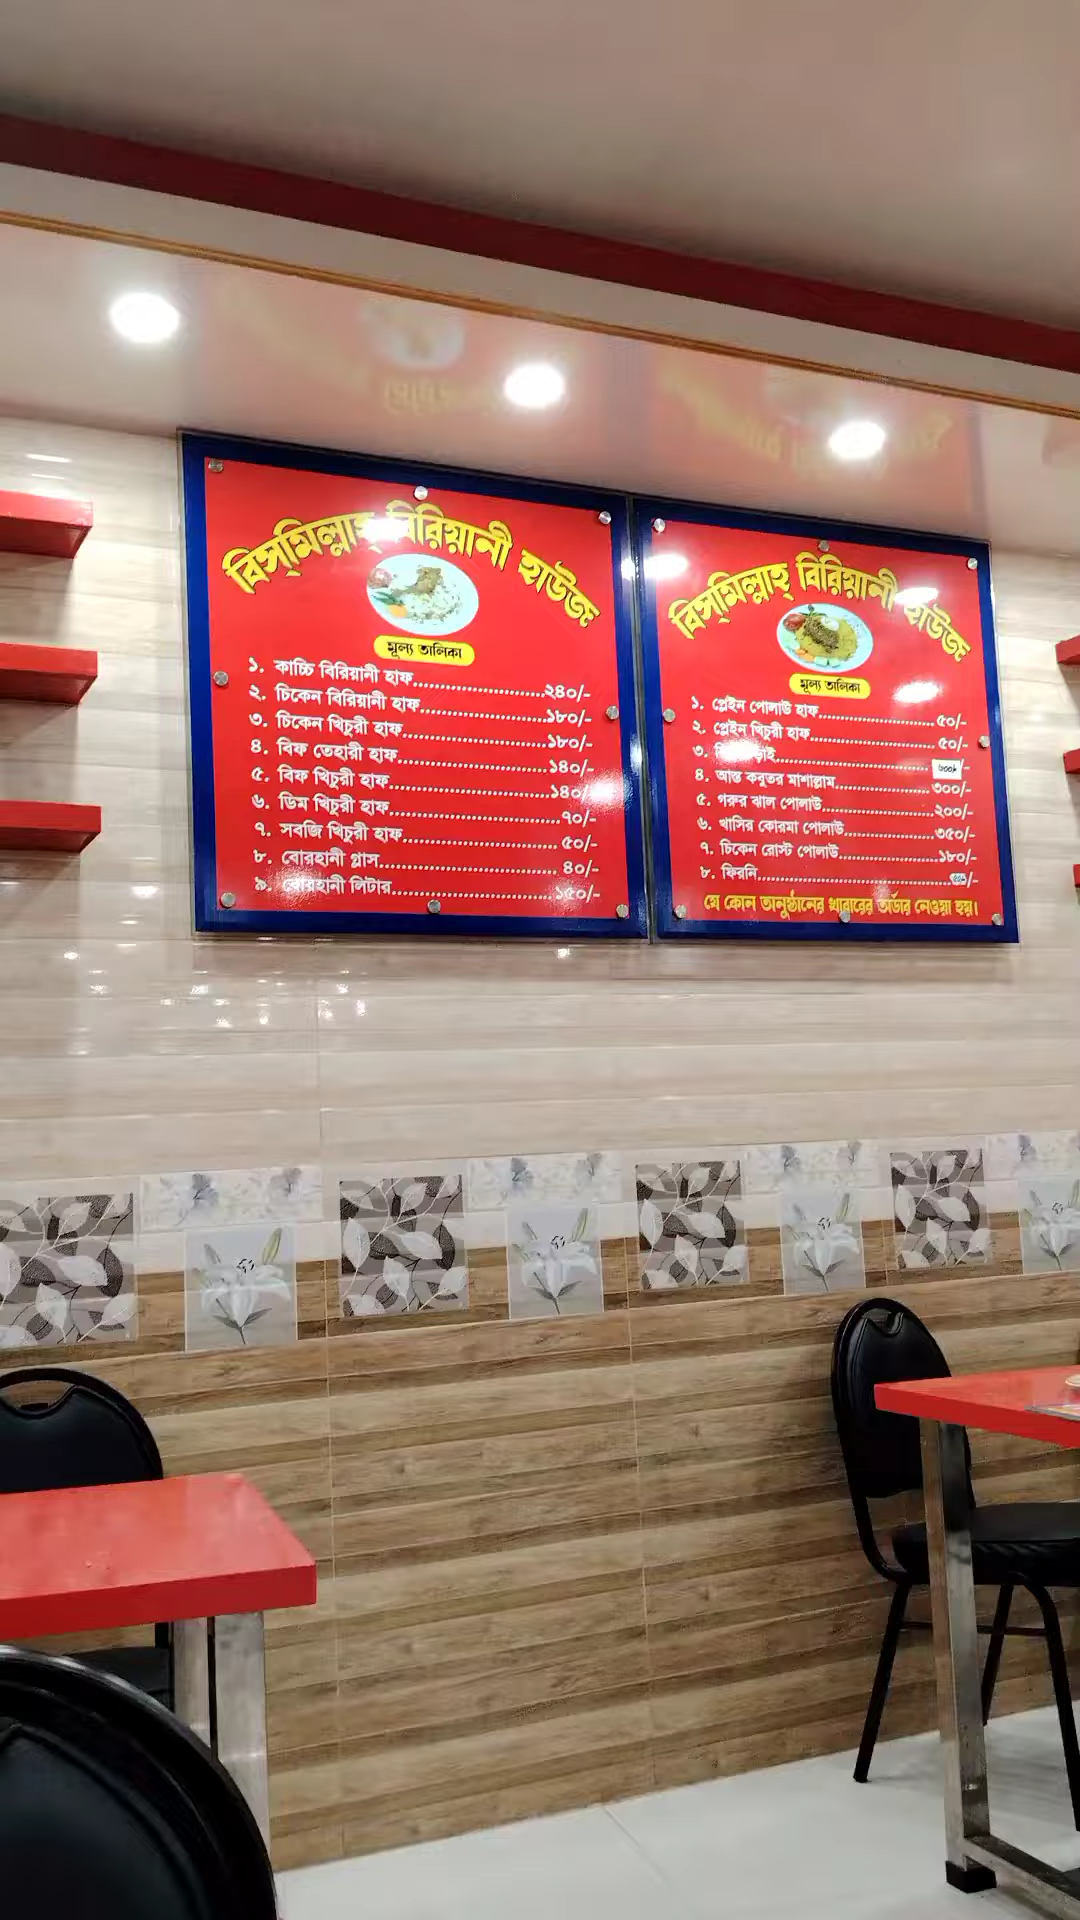 বিস্‌মিল্লাহ্‌ বিরিয়ানী হাউজ
মূল্য তালিকা
১. কাচ্চি বিরিয়ানী হাফ.....................২৪০/-
২. চিকেন বিরিয়ানী হাফ.....................১৮০/-
৩. চিকেন খিচুরী হাফ.....................১৮০/-
৪. বিফ তেহারী হাফ.....................১৪০/-
৫. বিফ খিচুরী হাফ.....................১৪০/-
৬. ডিম খিচুরী হাফ.....................৭০/-
৭. সবজি খিচুরী হাফ.....................৫০/-
৮. বোরহানী গ্লাস.....................৪০/-
৯. বোরহানী লিটার.....................১৫০/-
বিস্‌মিল্লাহ্‌ বিরিয়ানী হাউজ
মূল্য তালিকা
১. প্লেইন পোলাউ হাফ.....................৫০/-
২. প্লেইন খিচুরী হাফ.....................৫০/-
৩.
৪. আস্ত কবুতর মাশাল্লাম.....................৩০০/-
৫. গরুর ঝাল পোলাউ.....................২০০/-
৬. খাসির কোরমা পোলাউ.....................৩৫০/-
৭. চিকেন রোস্ট পোলাউ.....................১৮০/-
৮. ফিরনি.....................
যে কোন অনুষ্ঠানের খাবারের অর্ডার নেওয়া হয়।